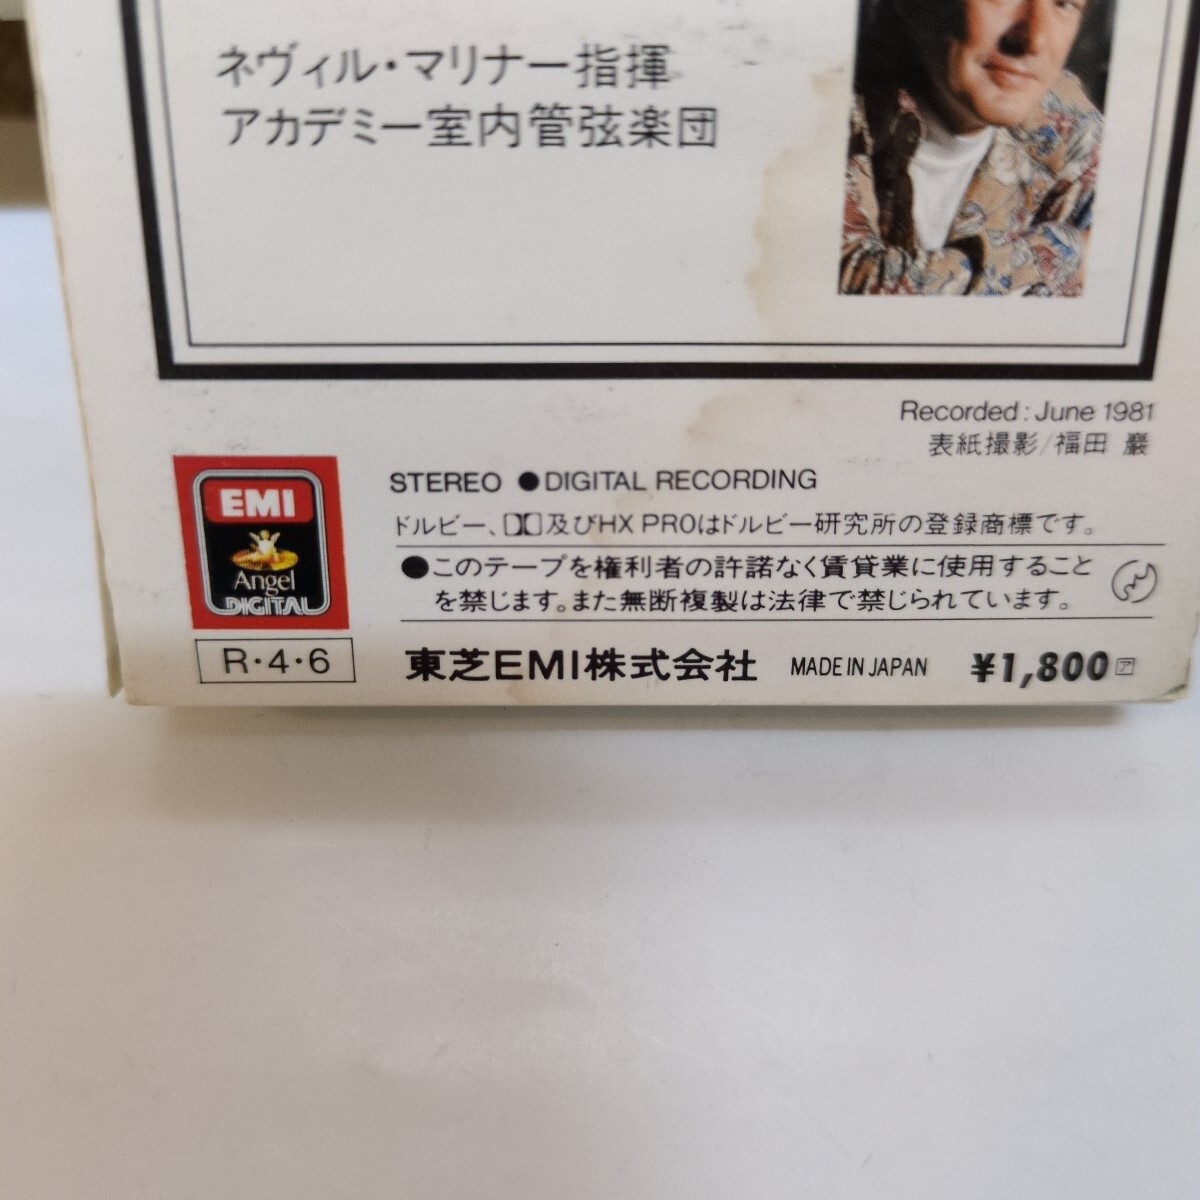 ネヴィル・マリナー指揮
アカデミー室内管弦楽団
Recorded : June 1981
表紙撮影/福田 巖
EMI
Angel
DIGITAL
STEREO ●DIGITAL RECORDING
ドルビー、及びHX PROはドルビー研究所の登録商標です。
●このテープを権利者の許諾なく賃貸業に使用すること
を禁じます。また無断複製は法律で禁じられています。
R・4・6
東芝EMI株式会社 MADE IN JAPAN ¥1,800 ア